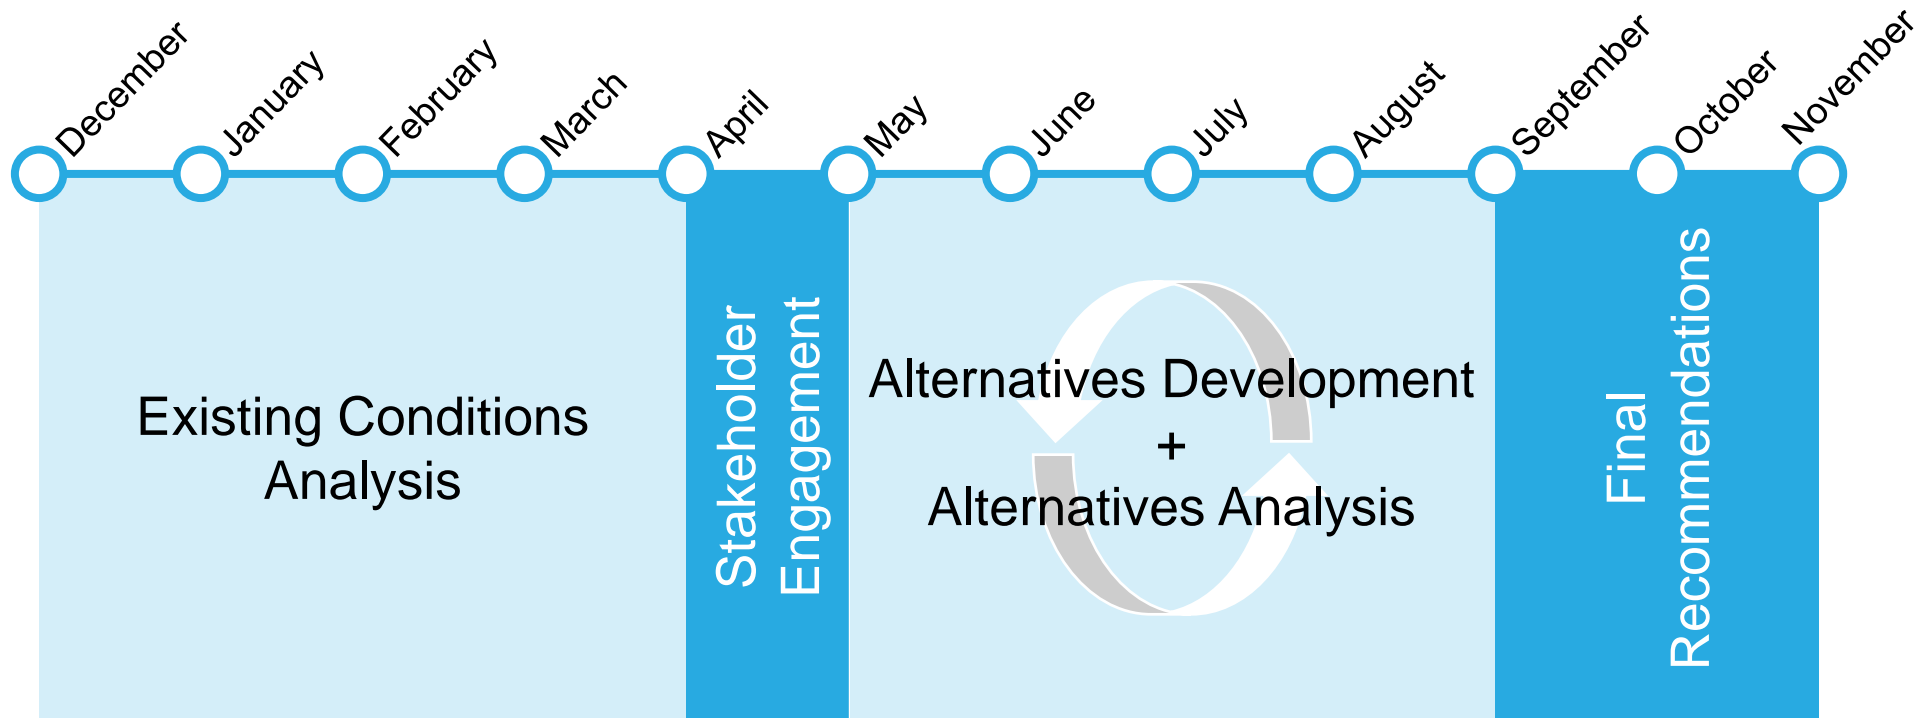 December
January
February
March
April
May
June
July
August
September
October
November
Existing Conditions
Analysis
Stakeholder
Engagement
Alternatives Development
+
Alternatives Analysis
Final
Recommendations